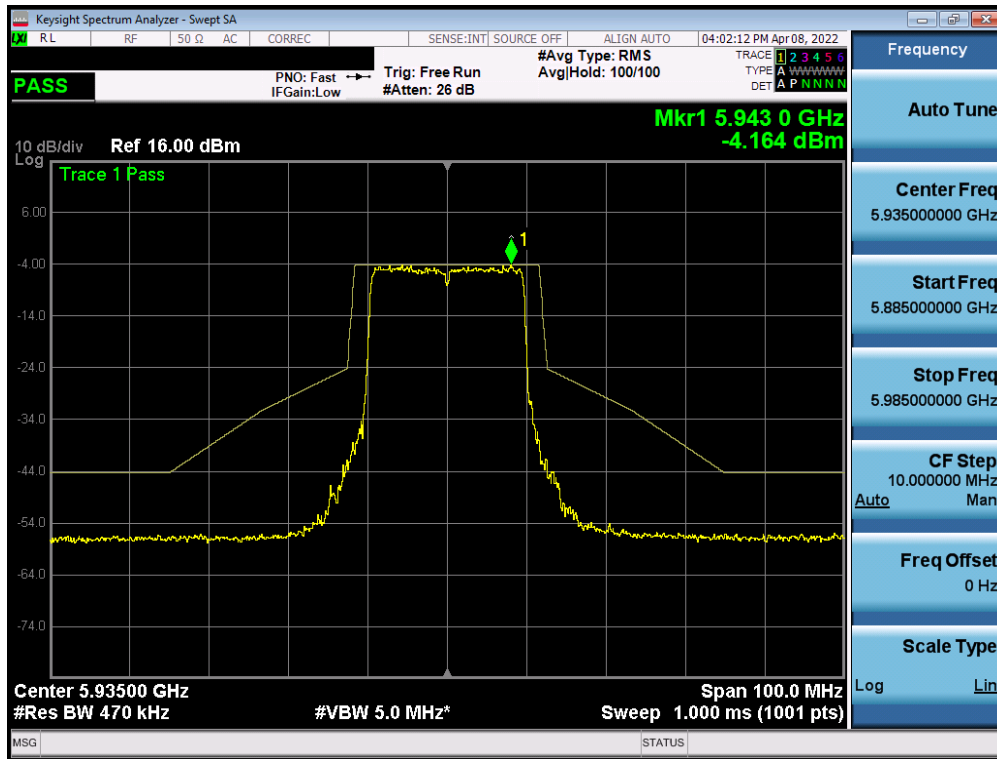 Keysight Spectrum Analyzer - Swept SA
LXI RL RF 50 Ω AC CORREC SENSE:INT SOURCE OFF ALIGN AUTO 04:02:12 PM Apr 08, 2022
PASS
PNO: Fast
IFGain:Low
Trig: Free Run
#Atten: 26 dB
#Avg Type: RMS
Avg|Hold: 100/100
TRACE 1 2 3 4 5 6
TYPE A WWWWW
DET A P N N N N
Mkr1 5.943 0 GHz
-4.164 dBm
10 dB/div Ref 16.00 dBm
Log
Trace 1 Pass
1
6.00
-4.00
-14.0
-24.0
-34.0
-44.0
-54.0
-64.0
-74.0
Center 5.93500 GHz Span 100.0 MHz
#Res BW 470 kHz #VBW 5.0 MHz* Sweep 1.000 ms (1001 pts)
MSG STATUS
Frequency
Auto Tune
Center Freq
5.935000000 GHz
Start Freq
5.885000000 GHz
Stop Freq
5.985000000 GHz
CF Step
10.000000 MHz
Auto Man
Freq Offset
0 Hz
Scale Type
Log Lin